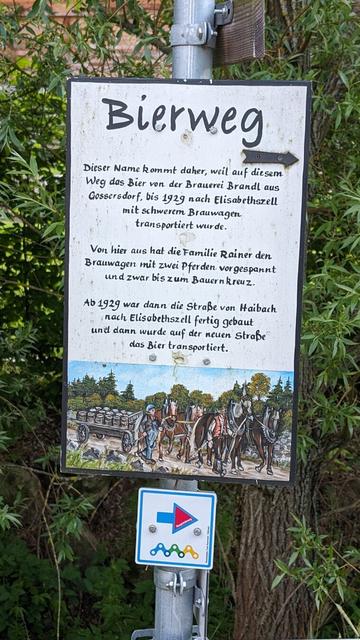 Bierweg
Dieser Name kommt daher, weil auf diesem
Weg das Bier von der Brauerei Brandl aus
Gossersdorf, bis 1929 nach Elisabethszell
mit schwerem Brauwagen
transportiert wurde.
Von hier aus hat die Familie Rainer den
Brauwagen mit zwei Pferden vorgespannt
und zwar bis zum Bauernkreuz.
Ab 1929 war dann die Straße von Haibach
nach Elisabethszell fertig gebaut
und dann wurde auf der neuen Straße
das Bier transportiert.